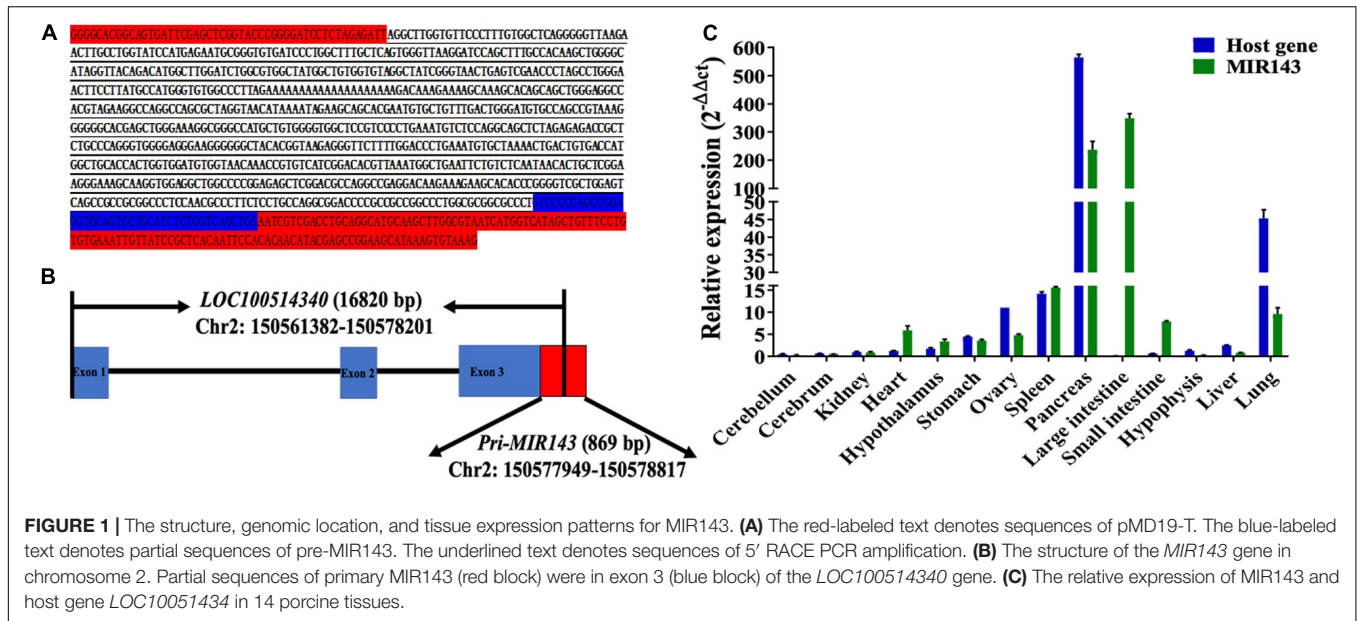 A
GGGGCACGGCAGTGATTCGAGCTCGGTACCCGGGGATCCTCTAGAGATTAGGCTTGGTGTTCCCTTTGTGGCTCAGGGGGTTAAGA
ACTTGCCTGGTATCCATGAGAATGCGGGTGTGATCCCTGGCTTTGCTCAGTGGGTTAAGGATCCAGCTTTGCCACAAGCTGGGGC
ATAGGTTACAGACATGGCTTGGATCTGGCGTGGCTATGGCTGTGGTGTAGGCTATCGGGTAACTGAGTCGAACCCTAGCCTGGGA
ACTTCCTTATGCCATGGGTGTGGCCCTTAGAAAAAAAAAAAAAAAAAAAAAGACAAAGAAAAGCAAAGCACAGCAGCTGGGAGGCC
ACGTAGAAGGCCAGGCCAGCGCTAGGTAACATAAAATAGAAGCAGCACGAATGTGCTGTTTGACTGGGATGTGCCAGCCGTAAAG
GGGGGCACGAGCTGGGAAAGGCGGGCCATGCTGTGGGGTGGCTCCGTCCCCTGAAATGTCTCCAGGCAGCTCTAGAGAGACCGCT
CTGCCCAGGGTGGGGAGGGAAGGGGGGCTACACGGTAAGAGGGTTCTTTTGGACCCTGAAATGTGCTAAAACTGACTGTGACCAT
GGCTGCACCACTGGTGGATGTGGTAACAAACCGTGTCATCGGACACGTTAAATGGCTGAATTCTGTCTCAATAACACTGCTCGGA
AGGGAAAGCAAGGTGGAGGCTGGCCCCGGAGAGCTCGGACGCCAGGCCGAGGACAAGAAAGAAGCACACCCGGGGTCGCTGGAGT
CAGCCGCCGCGGCCCTCCAACGCCCCTTCTCCTGCCAGGCGGACCCCGCCGCCGGCCCTGGCGCGGCGCCCTGTCCCCCAGCCGGA
GGTGCAGTGCTGCATCTCTGGTCAGCTGGAATCGTCGACCTGCAGGCATGCAAGCTTGGCGTAATCATGGTCATAGCTGTTTCCTG
TGTGAAATTGTTATCCGCTCACAATTCCACACAACATACGAGCCGGAAGCATAAAGTGTAAAG
B
LOC100514340 (16820 bp)
Chr2: 150561382-150578201
Exon 1
Exon 2
Exon 3
Pri-MIR143 (869 bp)
Chr2: 150577949-150578817
C
Relative expression (2^-ΔΔct)
600
500
400
300
200
100
50
45
40
35
30
15
10
5
0
Host gene
MIR143
Cerebellum
Cerebrum
Kidney
Heart
Hypothalamus
Stomach
Ovary
Spleen
Pancreas
Large intestine
Small intestine
Hypophysis
Liver
Lung
FIGURE 1 | The structure, genomic location, and tissue expression patterns for MIR143. (A) The red-labeled text denotes sequences of pMD19-T. The blue-labeled
text denotes partial sequences of pre-MIR143. The underlined text denotes sequences of 5′ RACE PCR amplification. (B) The structure of the MIR143 gene in
chromosome 2. Partial sequences of primary MIR143 (red block) were in exon 3 (blue block) of the LOC100514340 gene. (C) The relative expression of MIR143 and
host gene LOC10051434 in 14 porcine tissues.